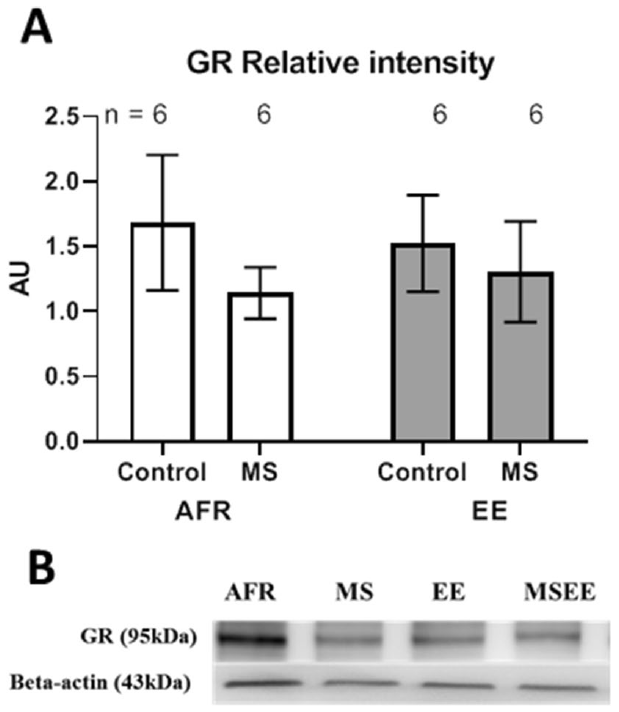 A
GR Relative intensity
n = 6 6 6 6
2.5
2.0
1.5
1.0
0.5
0.0
AU
Control MS Control MS
AFR EE
B
AFR MS EE MSEE
GR (95kDa)
Beta-actin (43kDa)